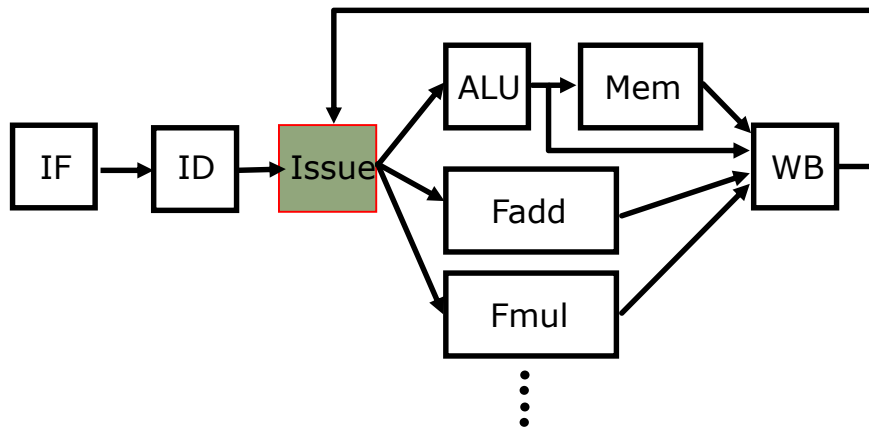 IF
ID
Issue
ALU
Mem
Fadd
Fmul
WB